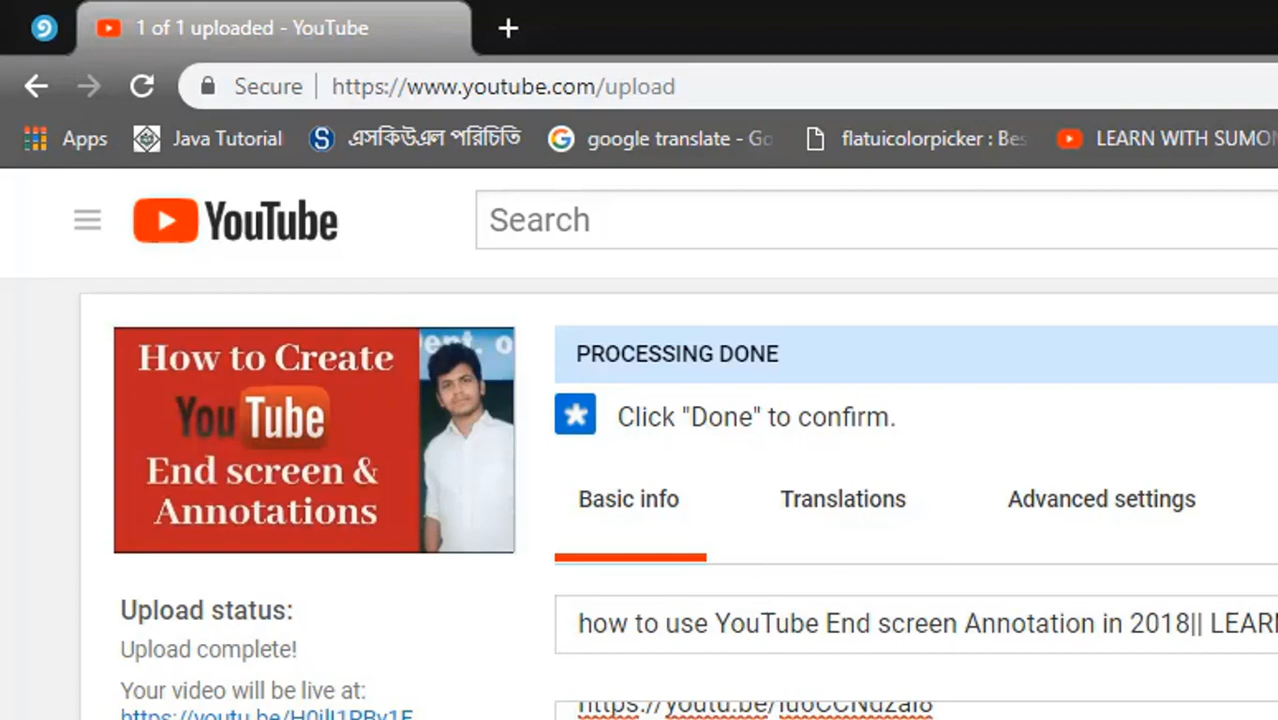 1 of 1 uploaded - YouTube
Secure https://www.youtube.com/upload
Apps Java Tutorial এসকিউএল পরিচিতি google translate - Go flatuicolorpicker : Bes LEARN WITH SUMO
YouTube Search
How to Create
YouTube
End screen &
Annotations
ent. o
PROCESSING DONE
Click "Done" to confirm.
Basic info Translations Advanced settings
Upload status:
Upload complete!
how to use YouTube End screen Annotation in 2018|| LEAR
Your video will be live at: